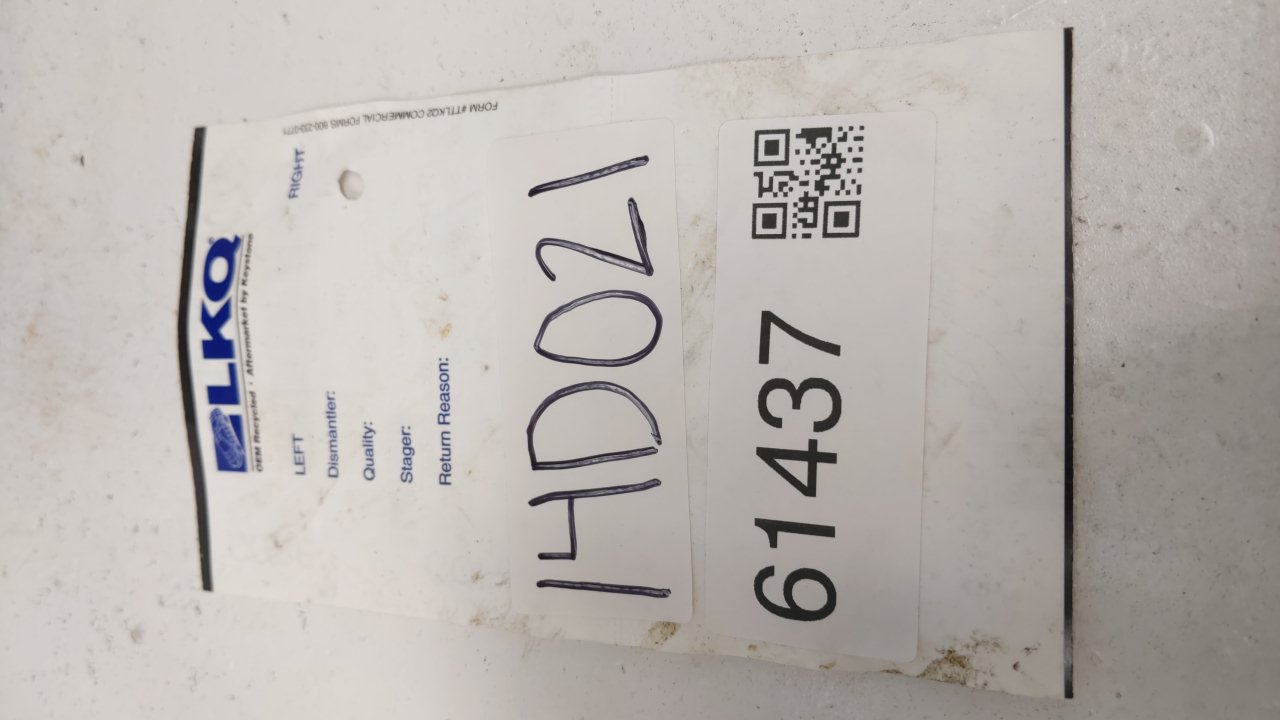 LKQ
OEM Recycled | Aftermarket by Keystone
LEFT RIGHT
Dismantler:
Quality:
Stager:
Return Reason:
FORM #TTLKQ2 COMMERCIAL FORMS 800-233-0771
14D021
61437